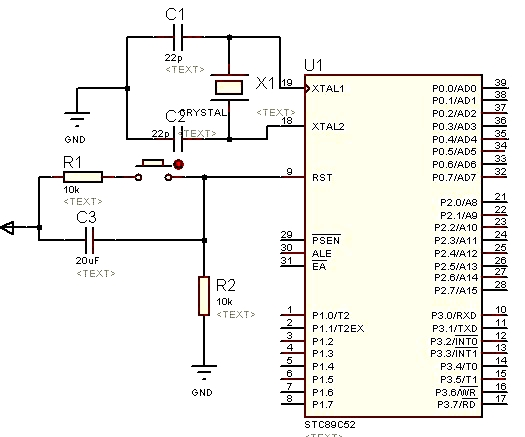 C1
22p
<TEXT>
X1
CRYSTAL
<TEXT>
C2
22p
<TEXT>
GND
R1
10k
<TEXT>
C3
20uF
<TEXT>
R2
10k
<TEXT>
GND
U1
19 XTAL1
18 XTAL2
9 RST
29 PSEN
30 ALE
31 EA
1 P1.0/T2
2 P1.1/T2EX
3 P1.2
4 P1.3
5 P1.4
6 P1.5
7 P1.6
8 P1.7
P0.0/AD0 39
P0.1/AD1 38
P0.2/AD2 37
P0.3/AD3 36
P0.4/AD4 35
P0.5/AD5 34
P0.6/AD6 33
P0.7/AD7 32
P2.0/A8 21
P2.1/A9 22
P2.2/A10 23
P2.3/A11 24
P2.4/A12 25
P2.5/A13 26
P2.6/A14 27
P2.7/A15 28
P3.0/RXD 10
P3.1/TXD 11
P3.2/INT0 12
P3.3/INT1 13
P3.4/T0 14
P3.5/T1 15
P3.6/WR 16
P3.7/RD 17
STC89C52
<TEXT>